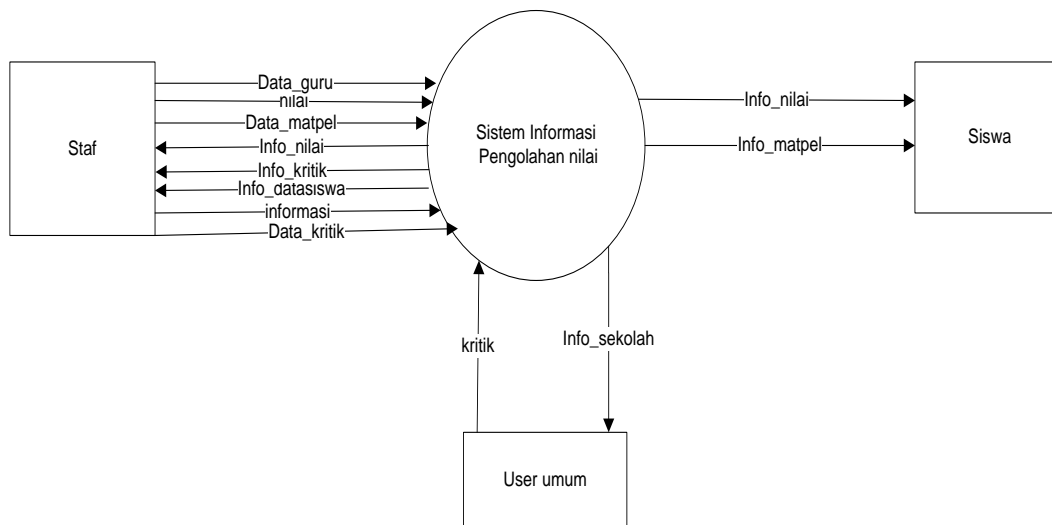 Staf
Data_guru
nilai
Data_matpel
Info_nilai
Info_kritik
Info_datasiswa
informasi
Data_kritik
Sistem Informasi
Pengolahan nilai
Info_nilai
Info_matpel
Siswa
kritik
Info_sekolah
User umum